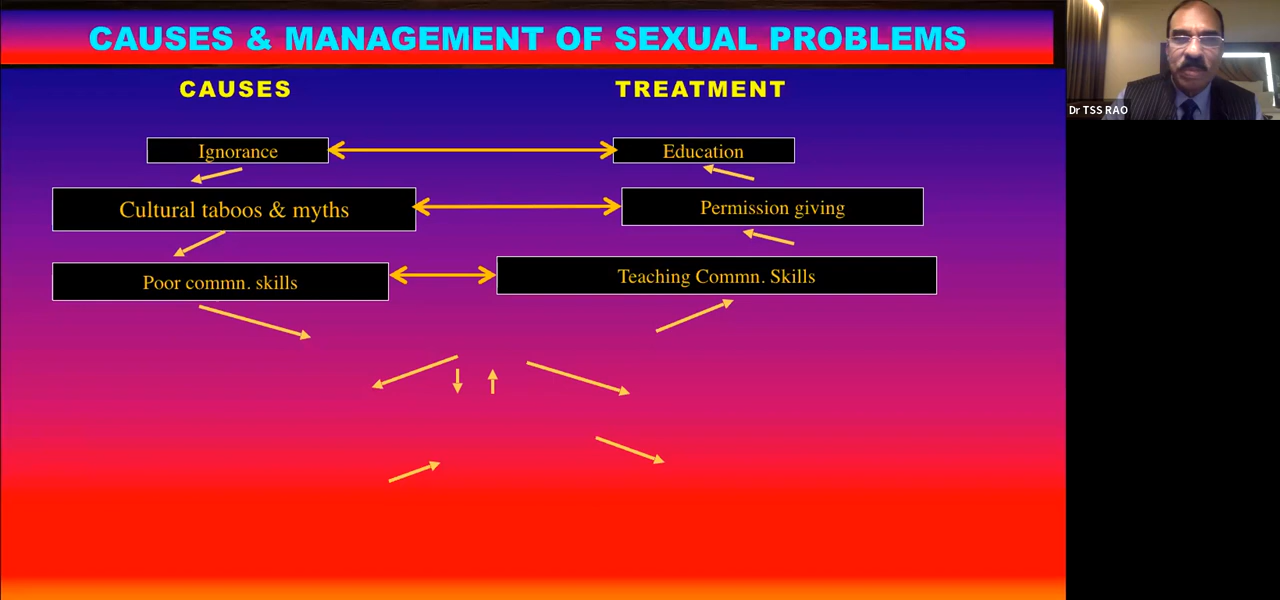 CAUSES & MANAGEMENT OF SEXUAL PROBLEMS
CAUSES
TREATMENT
Ignorance
Education
Cultural taboos & myths
Permission giving
Poor commn. skills
Teaching Commn. Skills
Dr TSS RAO